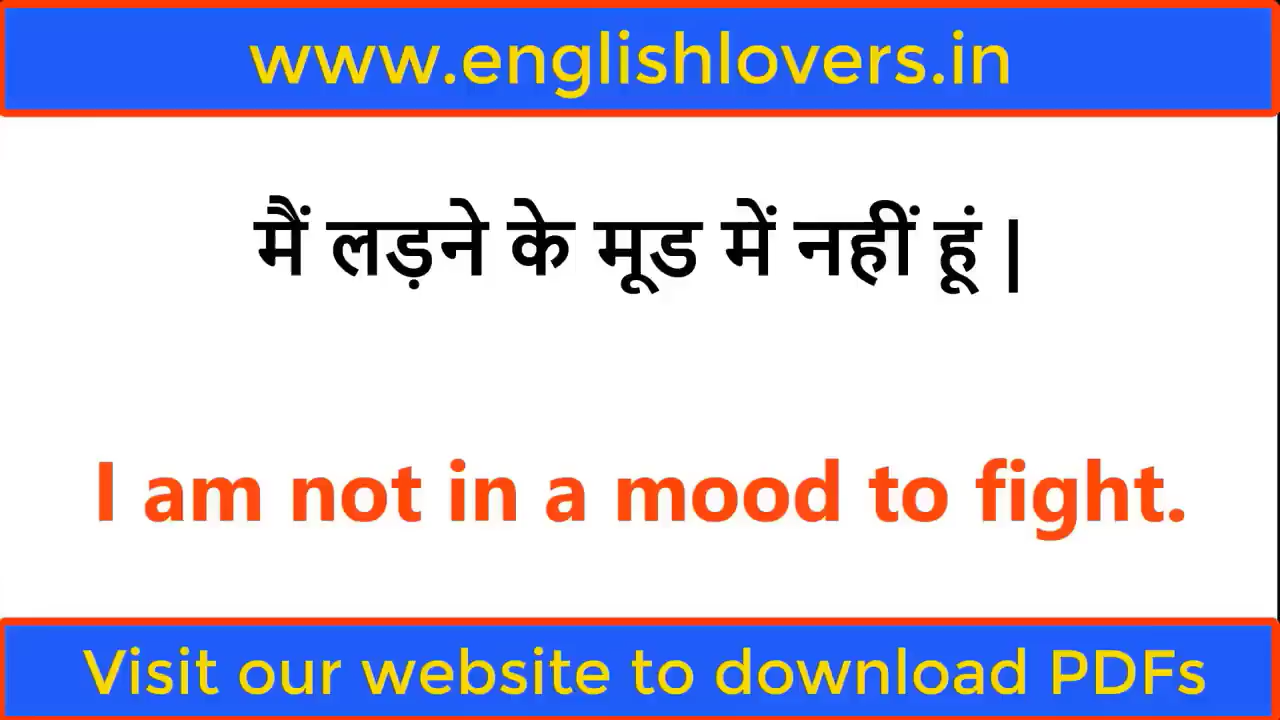 www.englishlovers.in
मैं लड़ने के मूड में नहीं हूं |
I am not in a mood to fight.
Visit our website to download PDFs